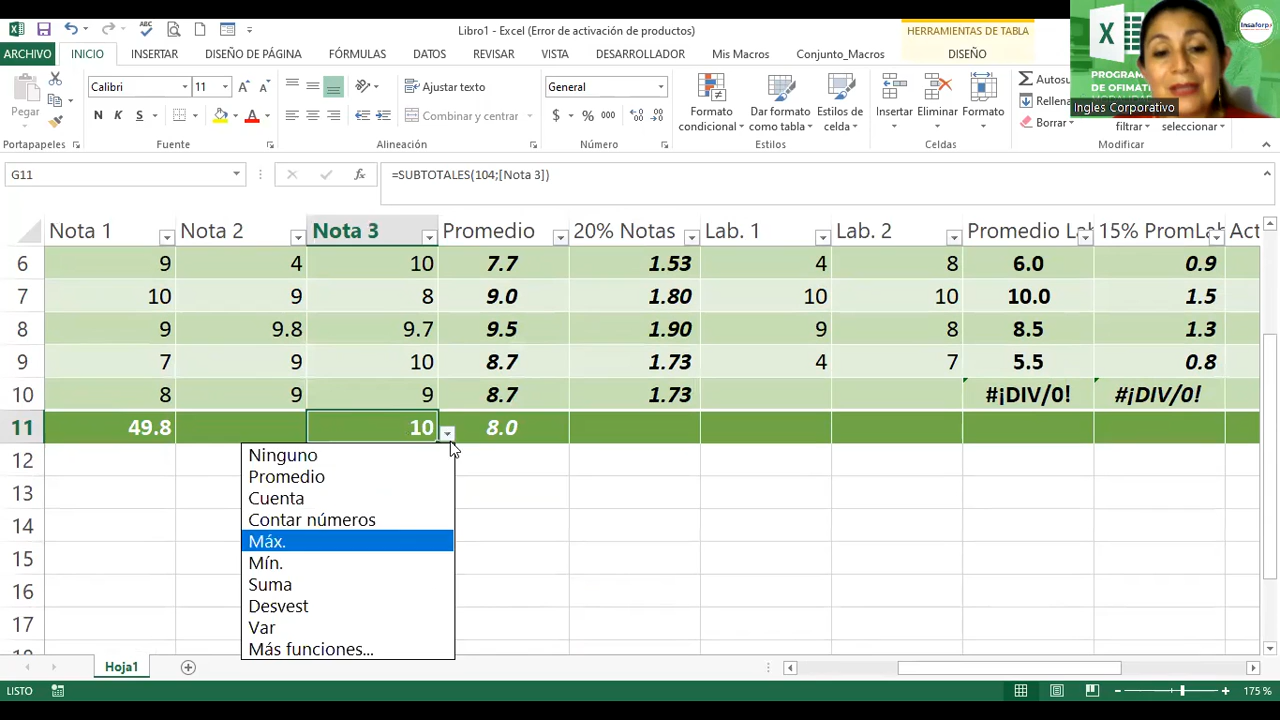 Libro1 - Excel (Error de activación de productos)
HERRAMIENTAS DE TABLA
ARCHIVO INICIO INSERTAR DISEÑO DE PÁGINA FÓRMULAS DATOS REVISAR VISTA DESARROLLADOR Mis Macros Conjunto_Macros DISEÑO
Insaforp
PROGRAM
DE OFIMAT
Ingles Corporativo
Pegar
Calibri 11
N K S
Ajustar texto
Combinar y centrar
General
$ % 000
Formato condicional
Dar formato como tabla
Estilos de celda
Insertar
Eliminar
Formato
Autosu
Rellena
Borrar
filtrar
seleccionar
Portapapeles Fuente Alineación Número Estilos Celdas Modificar
G11 fx =SUBTOTALES(104;[Nota 3])
Nota 1 Nota 2 Nota 3 Promedio 20% Notas Lab. 1 Lab. 2 Promedio Lab 15% PromLab Act
6 9 4 10 7.7 1.53 4 8 6.0 0.9
7 10 9 8 9.0 1.80 10 10 10.0 1.5
8 9 9.8 9.7 9.5 1.90 9 8 8.5 1.3
9 7 9 10 8.7 1.73 4 7 5.5 0.8
10 8 9 9 8.7 1.73 #¡DIV/0! #¡DIV/0!
11 49.8 10 8.0
12
13
14
15
16
17
Ninguno
Promedio
Cuenta
Contar números
Máx.
Mín.
Suma
Desvest
Var
Más funciones...
Hoja1
LISTO 175 %